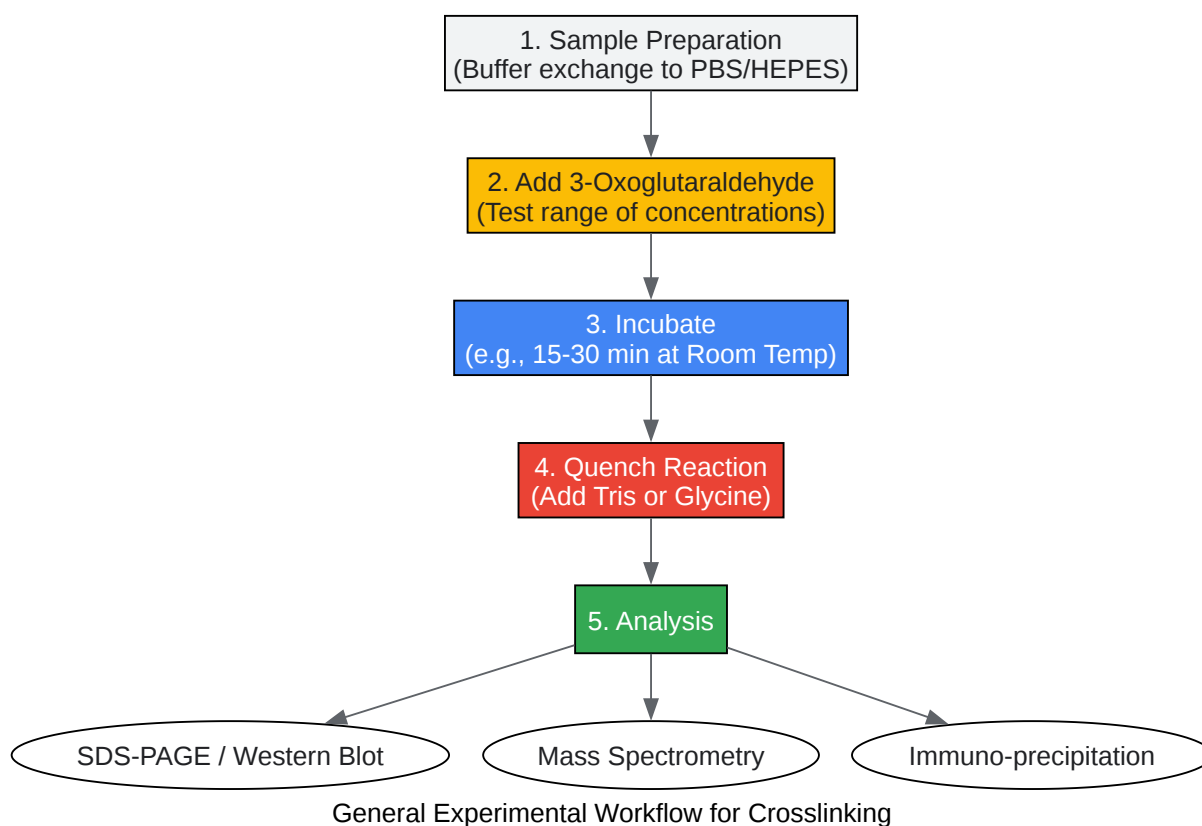 1. Sample Preparation
(Buffer exchange to PBS/HEPES)
2. Add 3-Oxoglutaraldehyde
(Test range of concentrations)
3. Incubate
(e.g., 15-30 min at Room Temp)
4. Quench Reaction
(Add Tris or Glycine)
5. Analysis
SDS-PAGE / Western Blot
Mass Spectrometry
Immuno-precipitation
General Experimental Workflow for Crosslinking